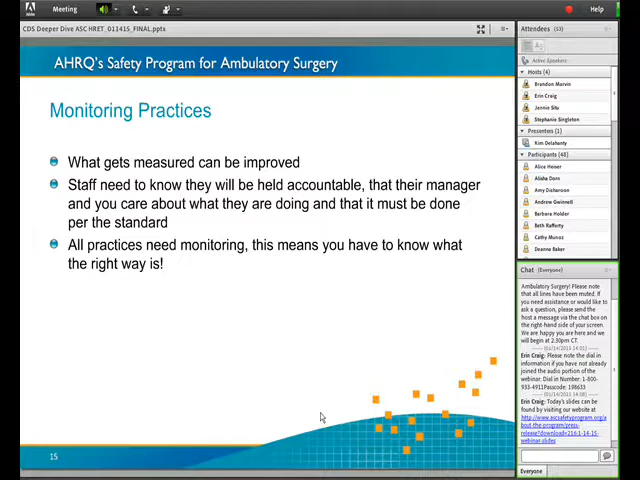 Meeting
Help
CDS Deeper Dive ASC HRET_011415_FINAL.pptx
AHRQ's Safety Program for Ambulatory Surgery
Monitoring Practices
What gets measured can be improved
Staff need to know they will be held accountable, that their manager
and you care about what they are doing and that it must be done
per the standard
All practices need monitoring, this means you have to know what
the right way is!
15
Attendees (53)
Active Speakers
Hosts (4)
Brandon Marvin
Erin Craig
Jennie Situ
Stephanie Singleton
Presenters (1)
Kim Delahanty
Participants (48)
Alice Heiser
Alisha Dorn
Amy Disharoon
Andrew Gwinnell
Barbara Holder
Beth Rafferty
Cathy Munoz
Deanna Baker
Chat (Everyone)
Ambulatory Surgery! Please note
that all lines have been muted. If
you need assistance or would like to
ask a question, please send the
host a message via the chat box on
the right-hand side of your screen.
We are happy you are here and we
will begin at 2:30pm CT.
Erin Craig: Please note the dial in
information if you have not
already joined the audio portion of
the webinar: Dial in Number: 1-800-
Erin Craig: Today's slides can be
found by visiting our website at
Everyone